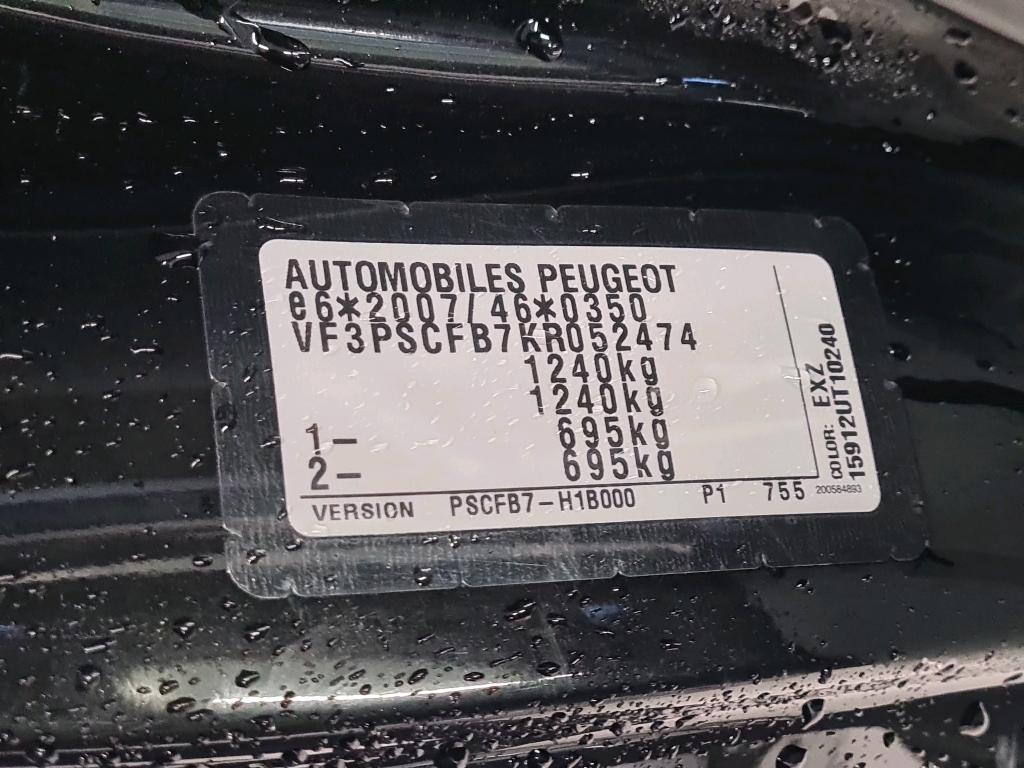 AUTOMOBILES PEUGEOT
e6*2007/46*0350
VF3PSCFB7KR052474
1240kg
1240kg
1– 695kg
2– 695kg
VERSION PSCFB7–H1B000 P1 755
COLOR: EXZ
15912UT10240
200584893